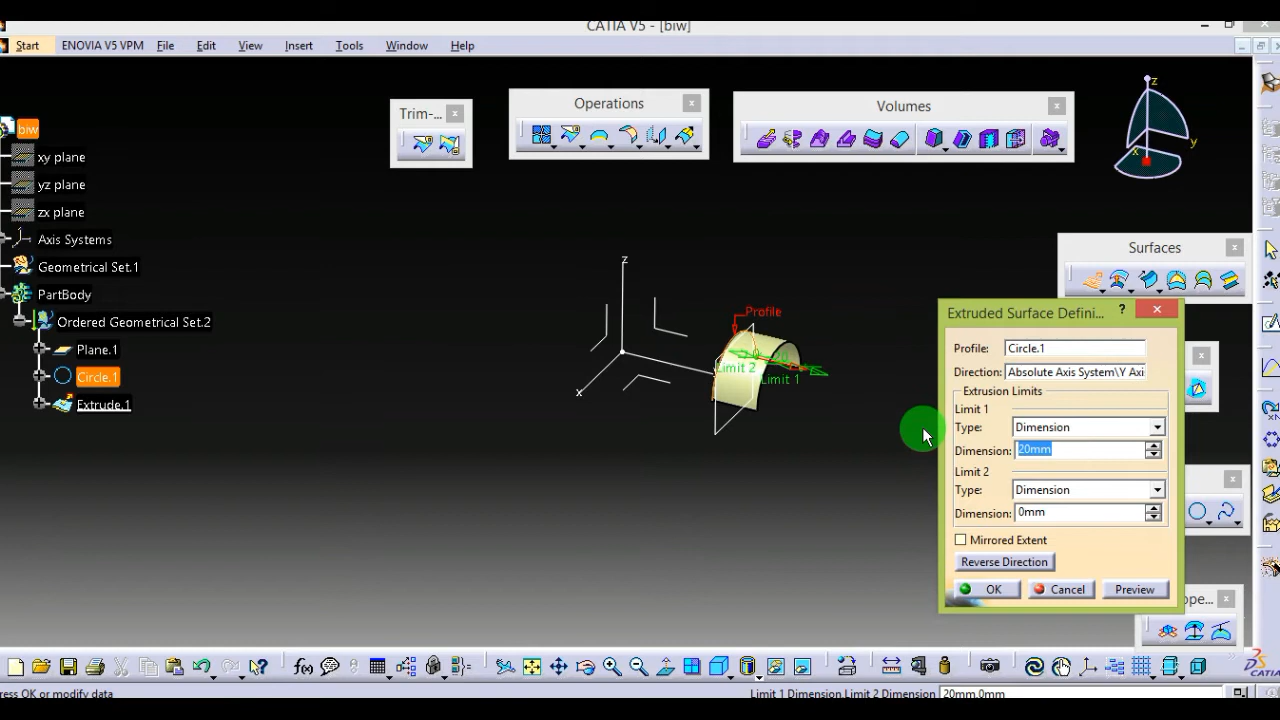 CATIA V5 - [biw]
Start ENOVIA V5 VPM File Edit View Insert Tools Window Help
Trim-...
Operations
Volumes
z
y
x
biw
xy plane
yz plane
zx plane
Axis Systems
Geometrical Set.1
PartBody
Ordered Geometrical Set.2
Plane.1
Circle.1
Extrude.1
z
x
Profile
20
Limit 2
Limit 1
Surfaces
Extruded Surface Defini... ?
Profile: Circle.1
Direction: Absolute Axis System\Y Axi
Extrusion Limits
Limit 1
Type: Dimension
Dimension: 20mm
Limit 2
Type: Dimension
Dimension: 0mm
Mirrored Extent
Reverse Direction
OK Cancel Preview
ope...
f(x)
CATIA
ress OK or modify data
Limit 1 Dimension,Limit 2 Dimension 20mm,0mm